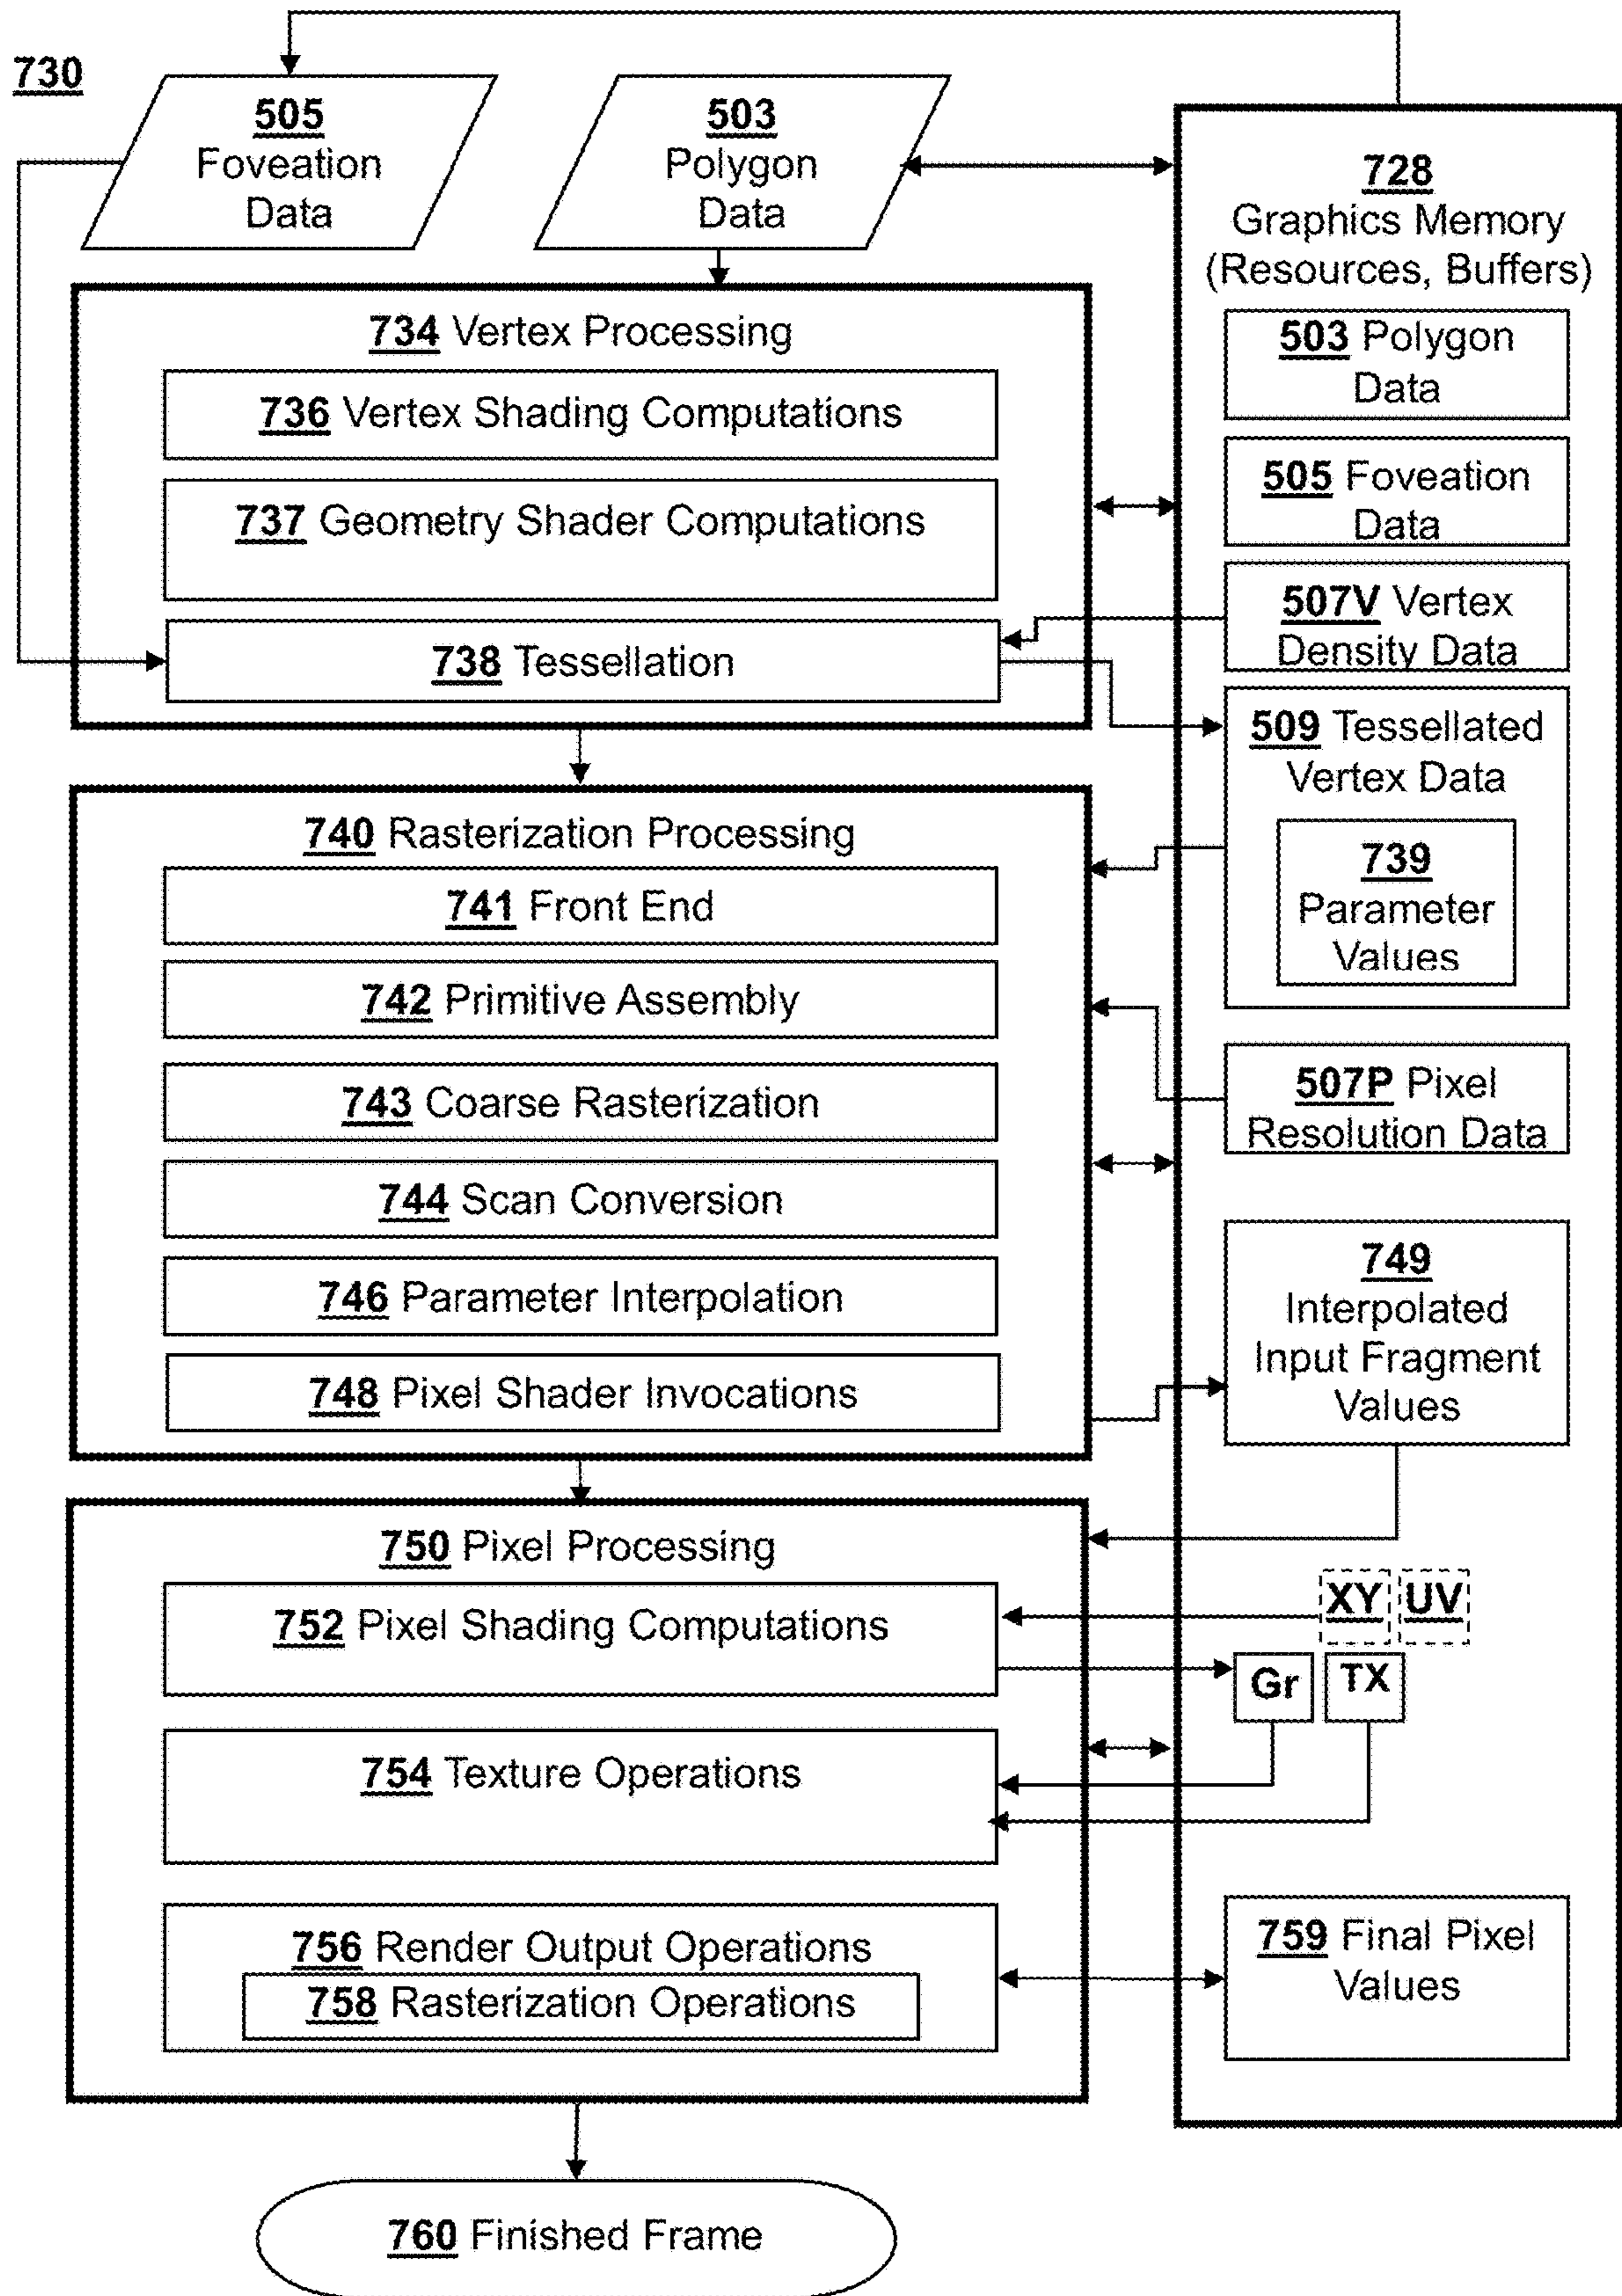 730
505
Foveation
Data
503
Polygon
Data
734 Vertex Processing
736 Vertex Shading Computations
737 Geometry Shader Computations
738 Tessellation
740 Rasterization Processing
741 Front End
742 Primitive Assembly
743 Coarse Rasterization
744 Scan Conversion
746 Parameter Interpolation
748 Pixel Shader Invocations
750 Pixel Processing
752 Pixel Shading Computations
754 Texture Operations
756 Render Output Operations
758 Rasterization Operations
760 Finished Frame
728
Graphics Memory
(Resources, Buffers)
503 Polygon
Data
505 Foveation
Data
507V Vertex
Density Data
509 Tessellated
Vertex Data
739
Parameter
Values
507P Pixel
Resolution Data
749
Interpolated
Input Fragment
Values
XY UV
Gr TX
759 Final Pixel
Values